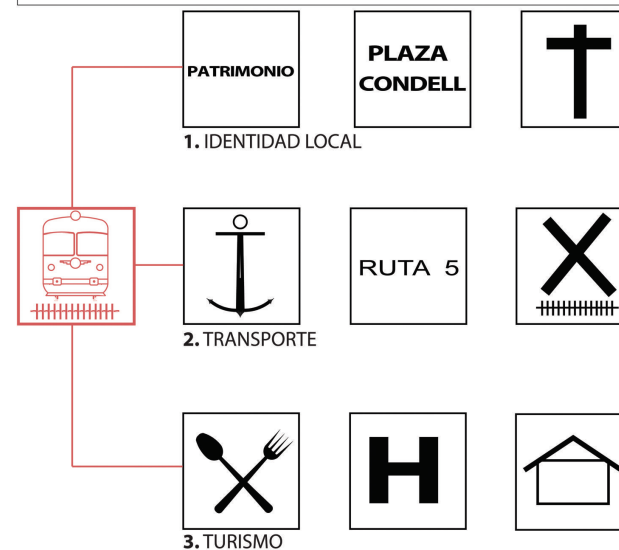 PATRIMONIO
PLAZA
CONDELL
1. IDENTIDAD LOCAL
RUTA 5
2. TRANSPORTE
H
3. TURISMO